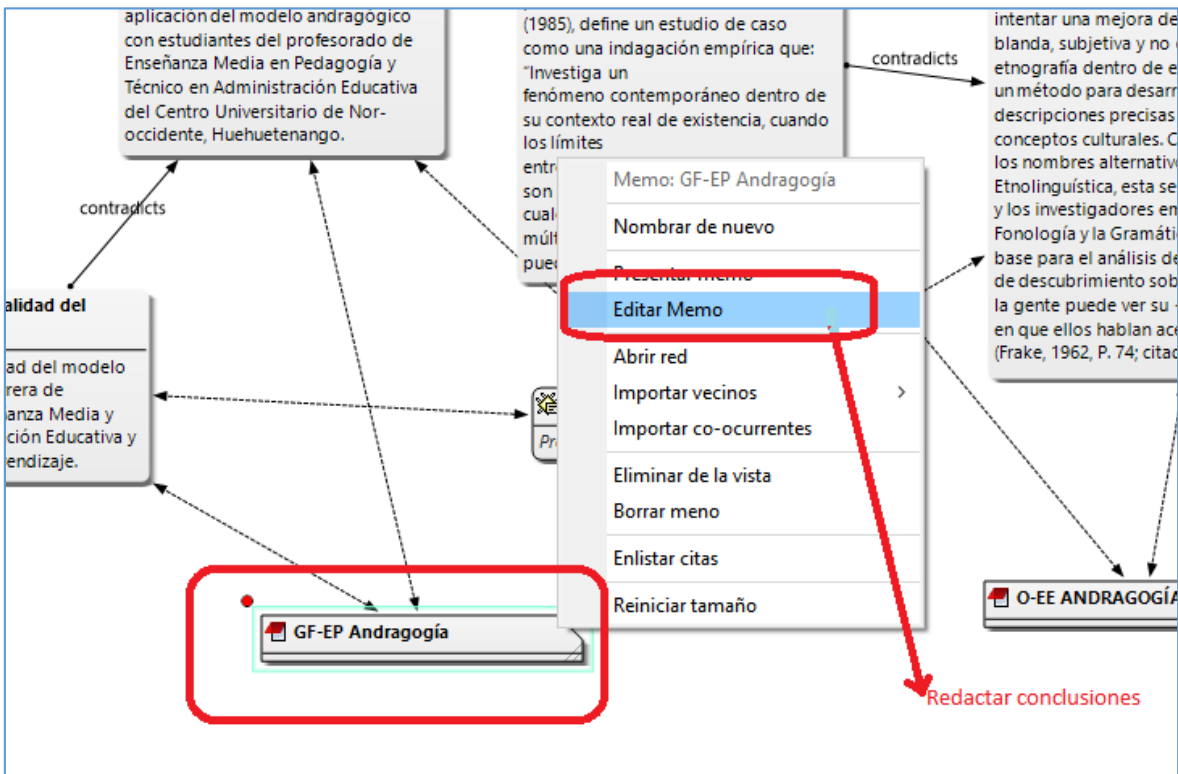 aplicación del modelo andragógico
con estudiantes del profesorado de
Enseñanza Media en Pedagogía y
Técnico en Administración Educativa
del Centro Universitario de Nor-
occidente, Huehuetenango.
(1985), define un estudio de caso
como una indagación empírica que:
"Investiga un
fenómeno contemporáneo dentro de
su contexto real de existencia, cuando
los límites
son
contradicts
intentar una mejora de
blanda, subjetiva y no
etnografía dentro de e
un método para desarr
descripciones precisas
conceptos culturales. C
los nombres alternativ
Etnolinguística, esta se
y los investigadores en
Fonología y la Gramátic
base para el análisis de
de descubrimiento sob
la gente puede ver su
en que ellos hablan ace
(Frake, 1962, P. 74; citad
contradicts
alidad del
ad del modelo
rera de
anza Media y
ción Educativa y
endizaje.
Memo: GF-EP Andragogía
Nombrar de nuevo
Presentar memo
Editar Memo
Abrir red
Importar vecinos
Importar co-ocurrentes
Eliminar de la vista
Borrar meno
Enlistar citas
Reiniciar tamaño
GF-EP Andragogía
O-EE ANDRAGOGÍA
Redactar conclusiones